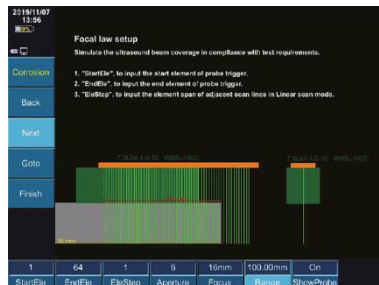 2019/11/07
13:56
Focal law setup
Simulate the ultrasound beam coverage in compliance with test requirements.
Corrosion
1. "StartEle", to input the start element of probe trigger.
2. "EndEle", to input the end element of probe trigger.
3. "EleStep", to input the element span of adjacent scan lines in Linear scan mode.
Back
Next
Goto
Finish
1 64 1 6 16mm 100.00mm On
StartEle EndEle EleStep Aperture Focus Range ShowProbe